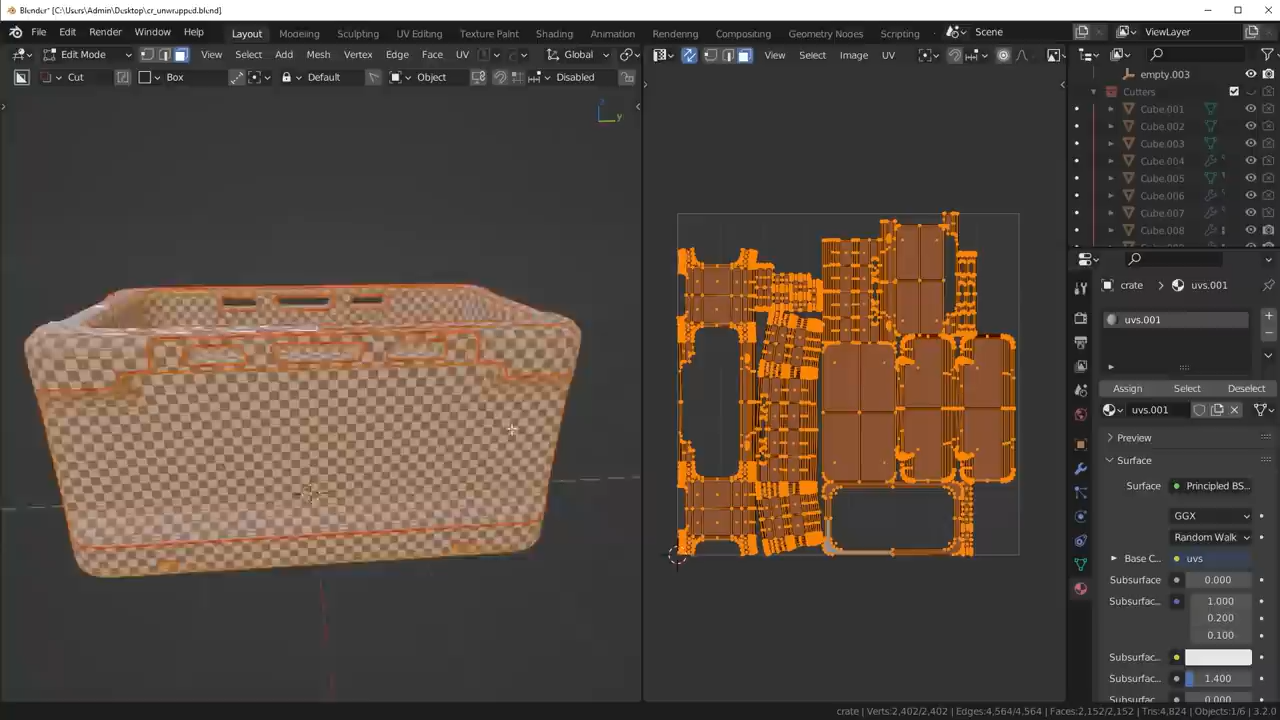 Blender* [C:\Users\Admin\Desktop\cr_unwrapped.blend]
File Edit Render Window Help Layout Modeling Sculpting UV Editing Texture Paint Shading Animation Rendering Compositing Geometry Nodes Scripting Scene ViewLayer
Edit Mode View Select Add Mesh Vertex Edge Face UV Global View Select Image UV
Cut Box Default Object Disabled
empty.003
Cutters
Cube.001
Cube.002
Cube.003
Cube.004
Cube.005
Cube.006
Cube.007
Cube.008
z
y
crate uvs.001
uvs.001
Assign Select Deselect
uvs.001
Preview
Surface
Surface Principled BS...
GGX
Random Walk
Base C... uvs
Subsurface 0.000
Subsurfac... 1.000
0.200
0.100
Subsurfac...
Subsurfac... 1.400
Subsurfac... 0.000
crate | Verts:2,402/2,402 | Edges:4,564/4,564 | Faces:2,152/2,152 | Tris:4,824 | Objects:1/6 | 3.2.0